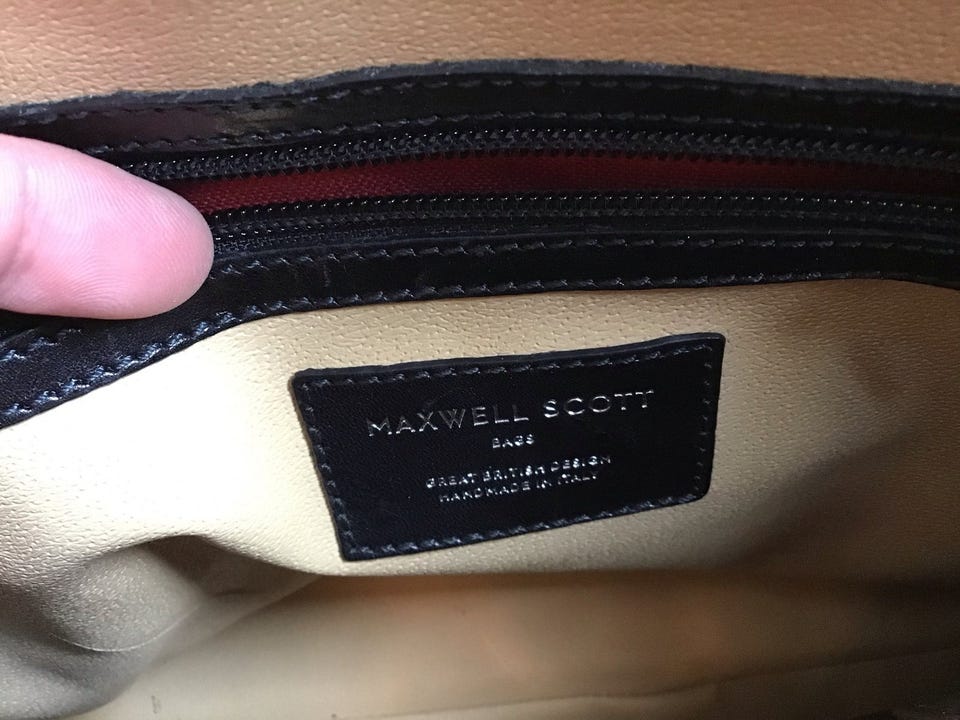 MAXWELL SCOTT
BAGS
GREAT BRITISH DESIGN
HANDMADE IN ITALY